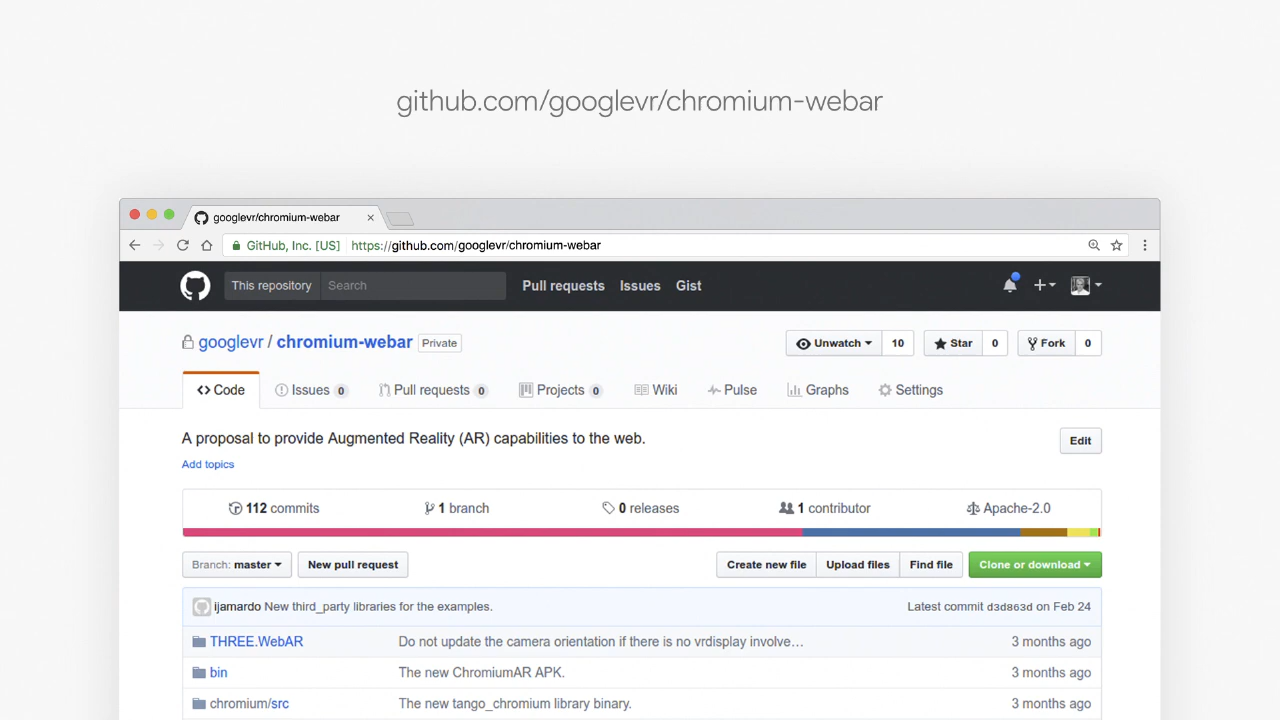 github.com/googlevr/chromium-webar
googlevr/chromium-webar
GitHub, Inc. [US] https://github.com/googlevr/chromium-webar
This repository Search Pull requests Issues Gist
googlevr / chromium-webar Private Unwatch 10 Star 0 Fork 0
Code Issues 0 Pull requests 0 Projects 0 Wiki Pulse Graphs Settings
A proposal to provide Augmented Reality (AR) capabilities to the web. Edit
Add topics
112 commits 1 branch 0 releases 1 contributor Apache-2.0
Branch: master New pull request Create new file Upload files Find file Clone or download
ijamardo New third_party libraries for the examples. Latest commit d3d863d on Feb 24
THREE.WebAR Do not update the camera orientation if there is no vrdisplay involve… 3 months ago
bin The new ChromiumAR APK. 3 months ago
chromium/src The new tango_chromium library binary. 3 months ago